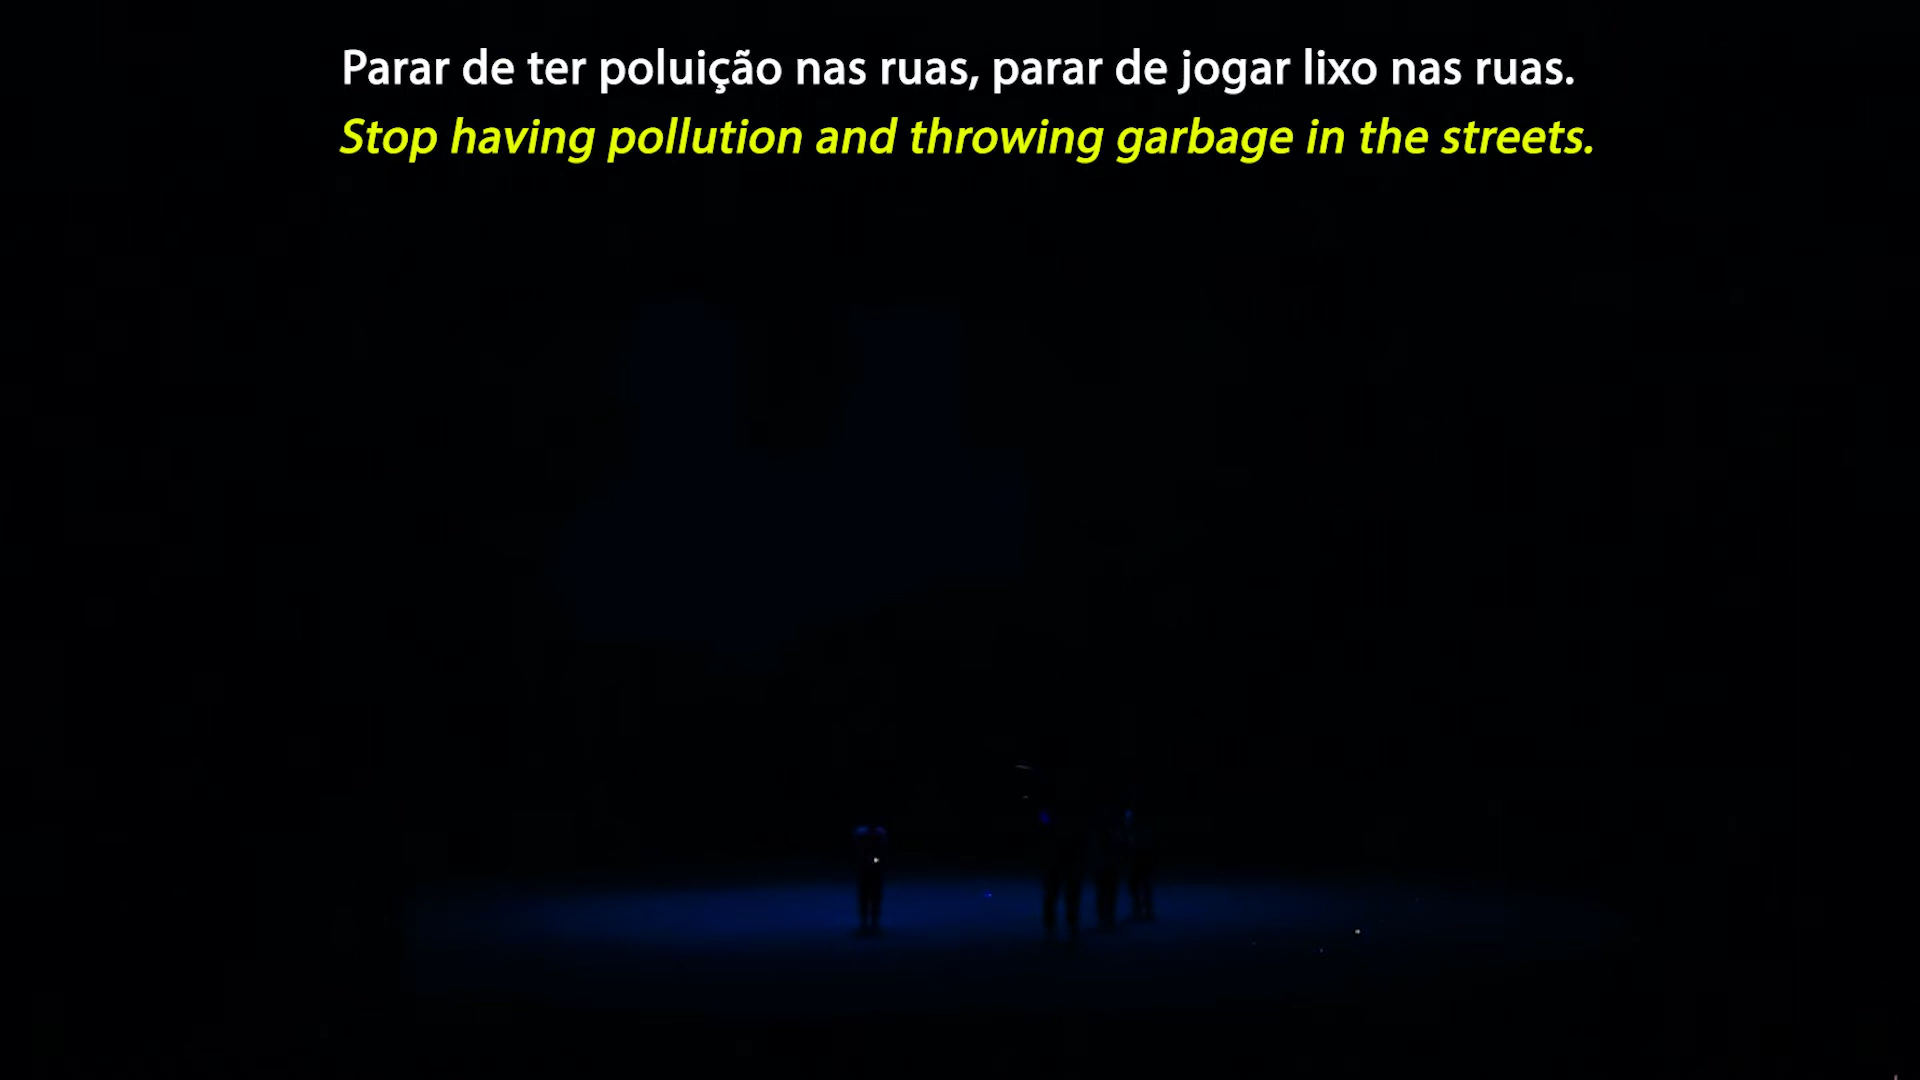 Parar de ter poluição nas ruas, parar de jogar lixo nas ruas.
Stop having pollution and throwing garbage in the streets.